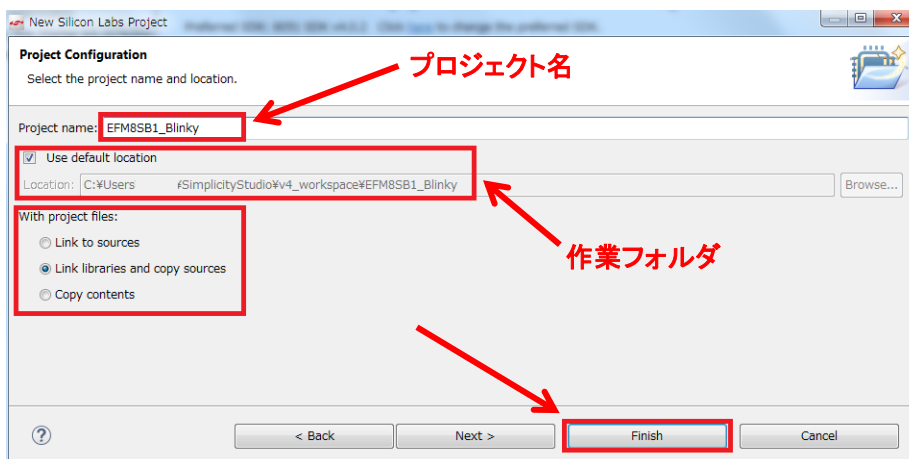 New Silicon Labs Project
Project Configuration
Select the project name and location.
プロジェクト名
Project name: EFM8SB1_Blinky
Use default location
Location: C:¥Users ¥SimplicityStudio¥v4_workspace¥EFM8SB1_Blinky Browse...
With project files:
Link to sources
作業フォルダ
Link libraries and copy sources
Copy contents
? < Back Next > Finish Cancel